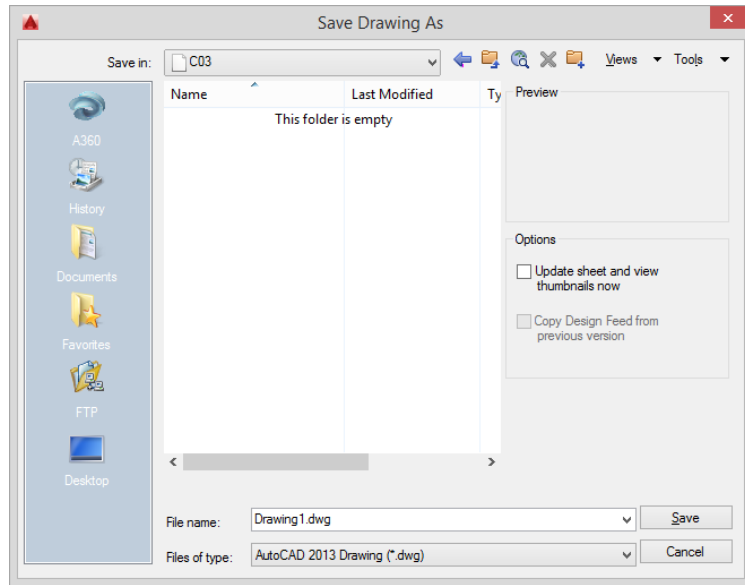 Save Drawing As
Save in: C03 Views Tools
Name Last Modified Ty Preview
This folder is empty
A360
History
Documents
Favorites
FTP
Desktop
Options
Update sheet and view
thumbnails now
Copy Design Feed from
previous version
File name: Drawing1.dwg Save
Files of type: AutoCAD 2013 Drawing (*.dwg) Cancel